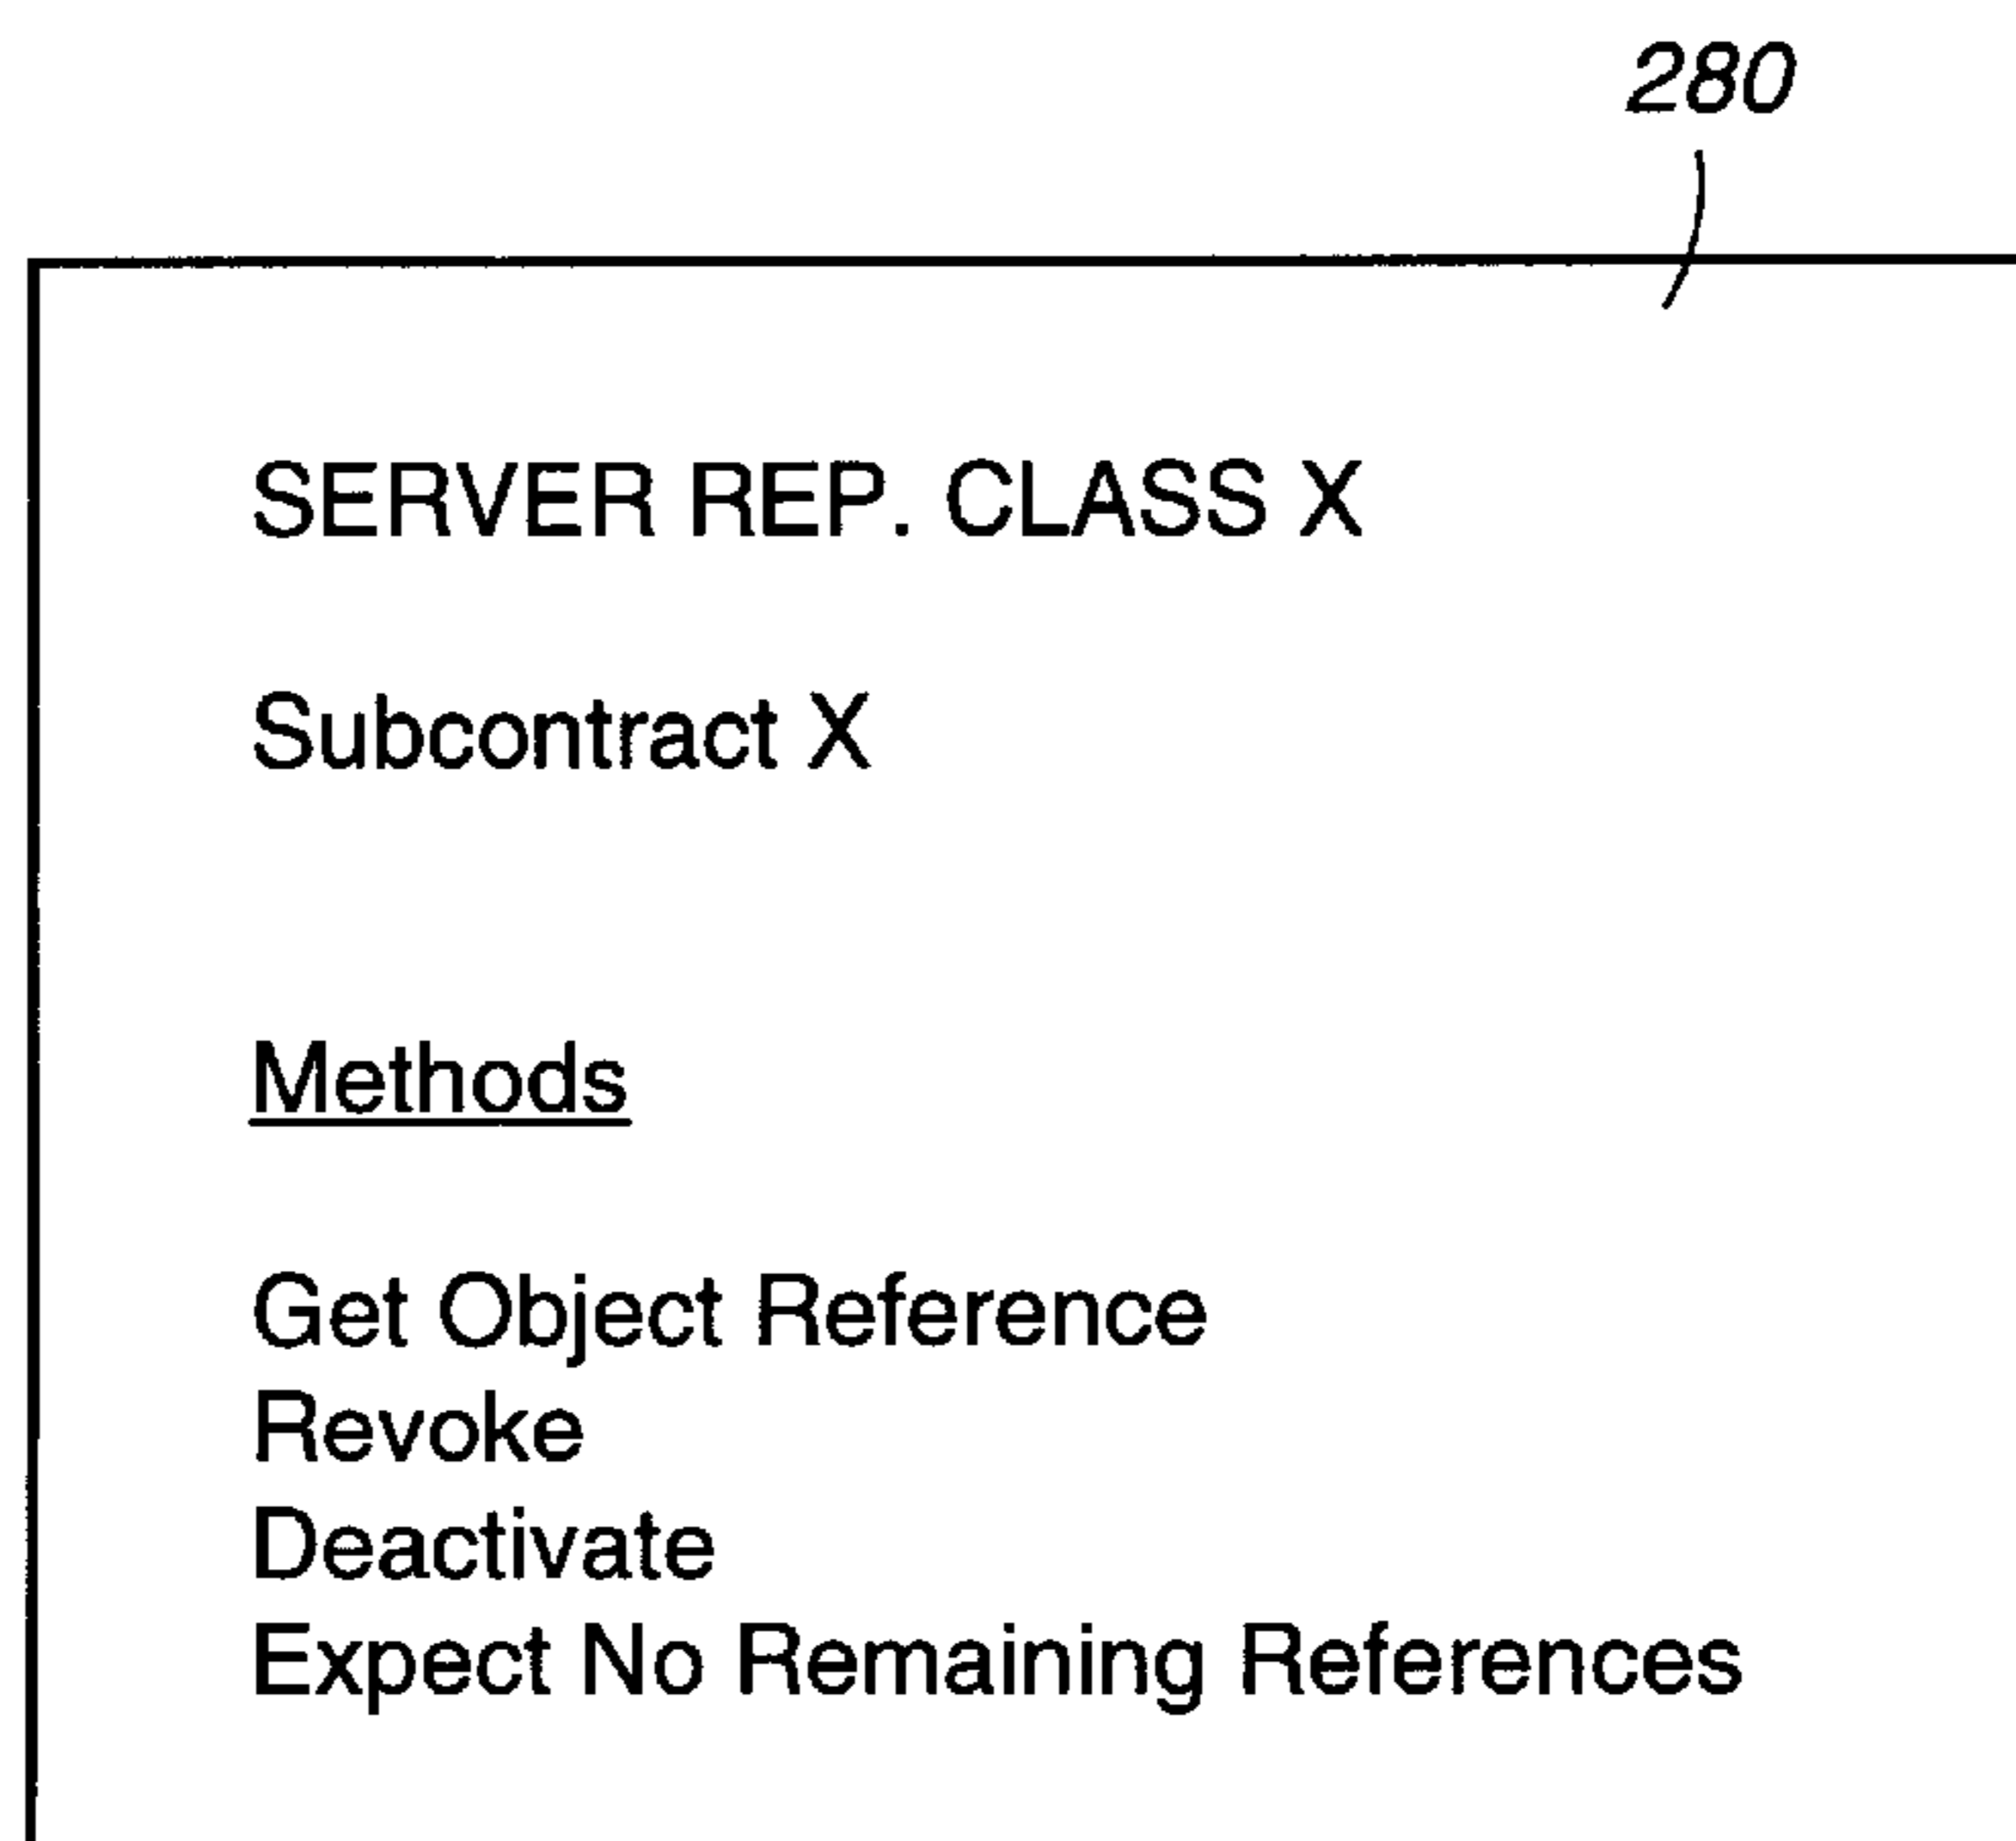 280
SERVER REP. CLASS X
Subcontract X
Methods
Get Object Reference
Revoke
Deactivate
Expect No Remaining References